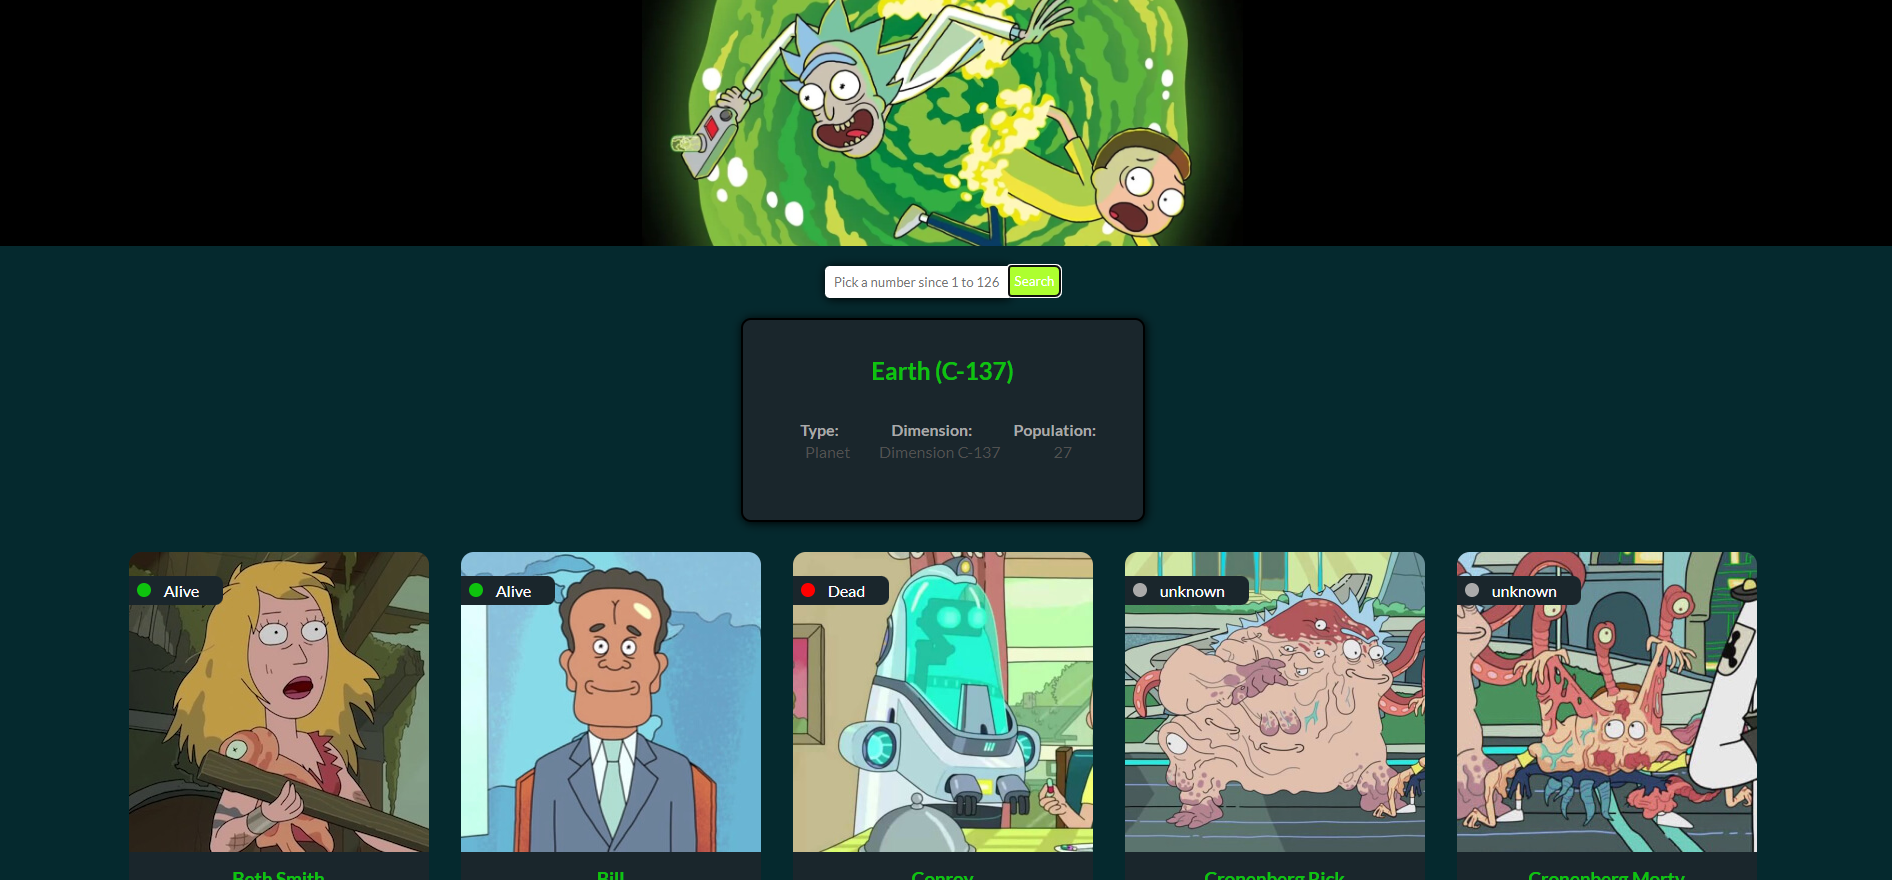 Pick a number since 1 to 126 Search
Earth (C-137)
Type: Dimension: Population:
Planet Dimension C-137 27
Alive Alive Dead unknown unknown
Beth Smith Bill Conroy Cronenberg Rick Cronenberg Morty